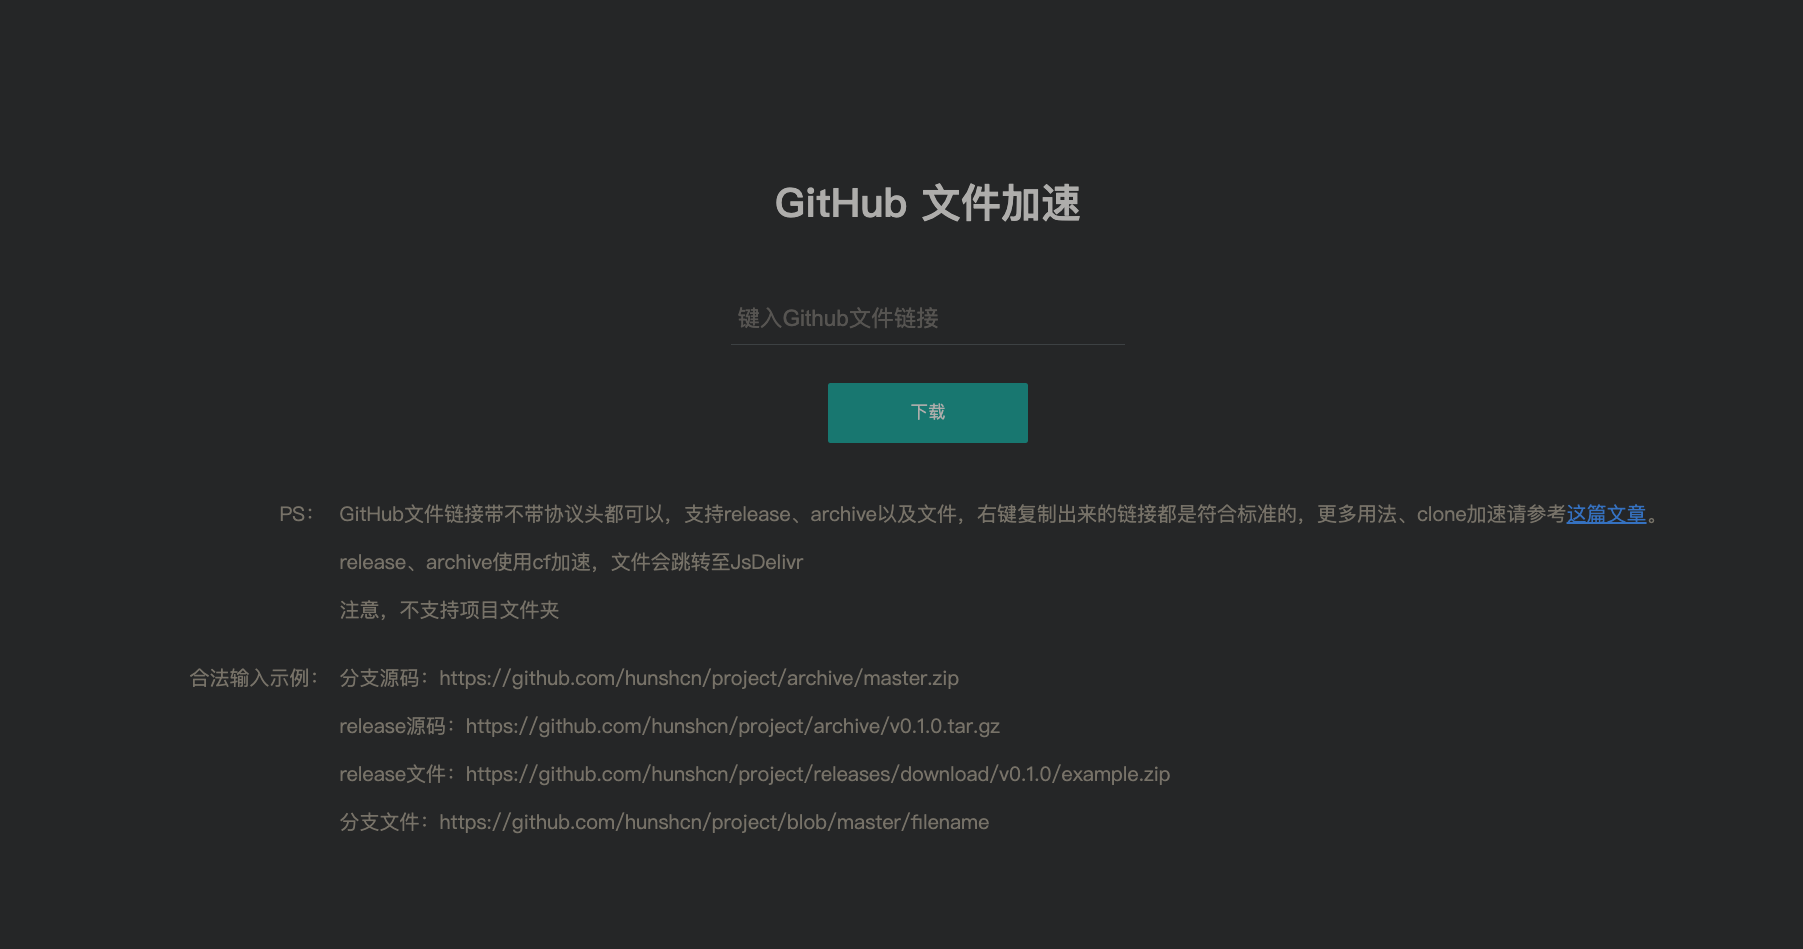 GitHub 文件加速
键入Github文件链接
下载
PS： GitHub文件链接带不带协议头都可以，支持release、archive以及文件，右键复制出来的链接都是符合标准的，更多用法、clone加速请参考这篇文章。
release、archive使用cf加速，文件会跳转至JsDelivr
注意，不支持项目文件夹
合法输入示例： 分支源码：https://github.com/hunshcn/project/archive/master.zip
release源码：https://github.com/hunshcn/project/archive/v0.1.0.tar.gz
release文件：https://github.com/hunshcn/project/releases/download/v0.1.0/example.zip
分支文件：https://github.com/hunshcn/project/blob/master/filename